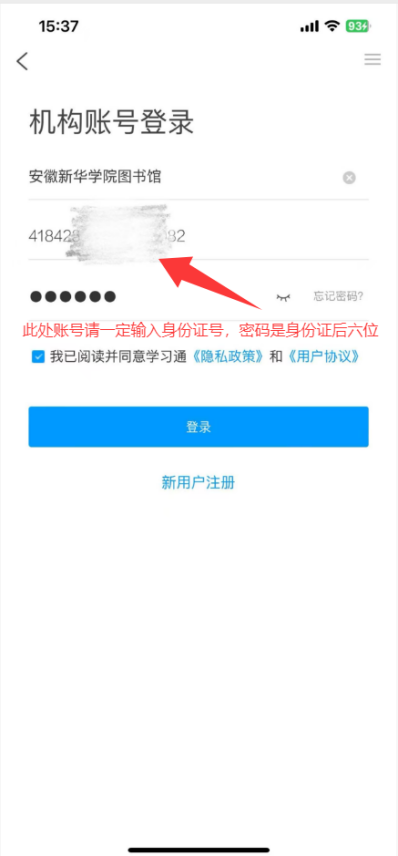 15:37
93
机构账号登录
安徽新华学院图书馆
41842
82
忘记密码?
此处账号请一定输入身份证号，密码是身份证后六位
我已阅读并同意学习通《隐私政策》和《用户协议》
登录
新用户注册